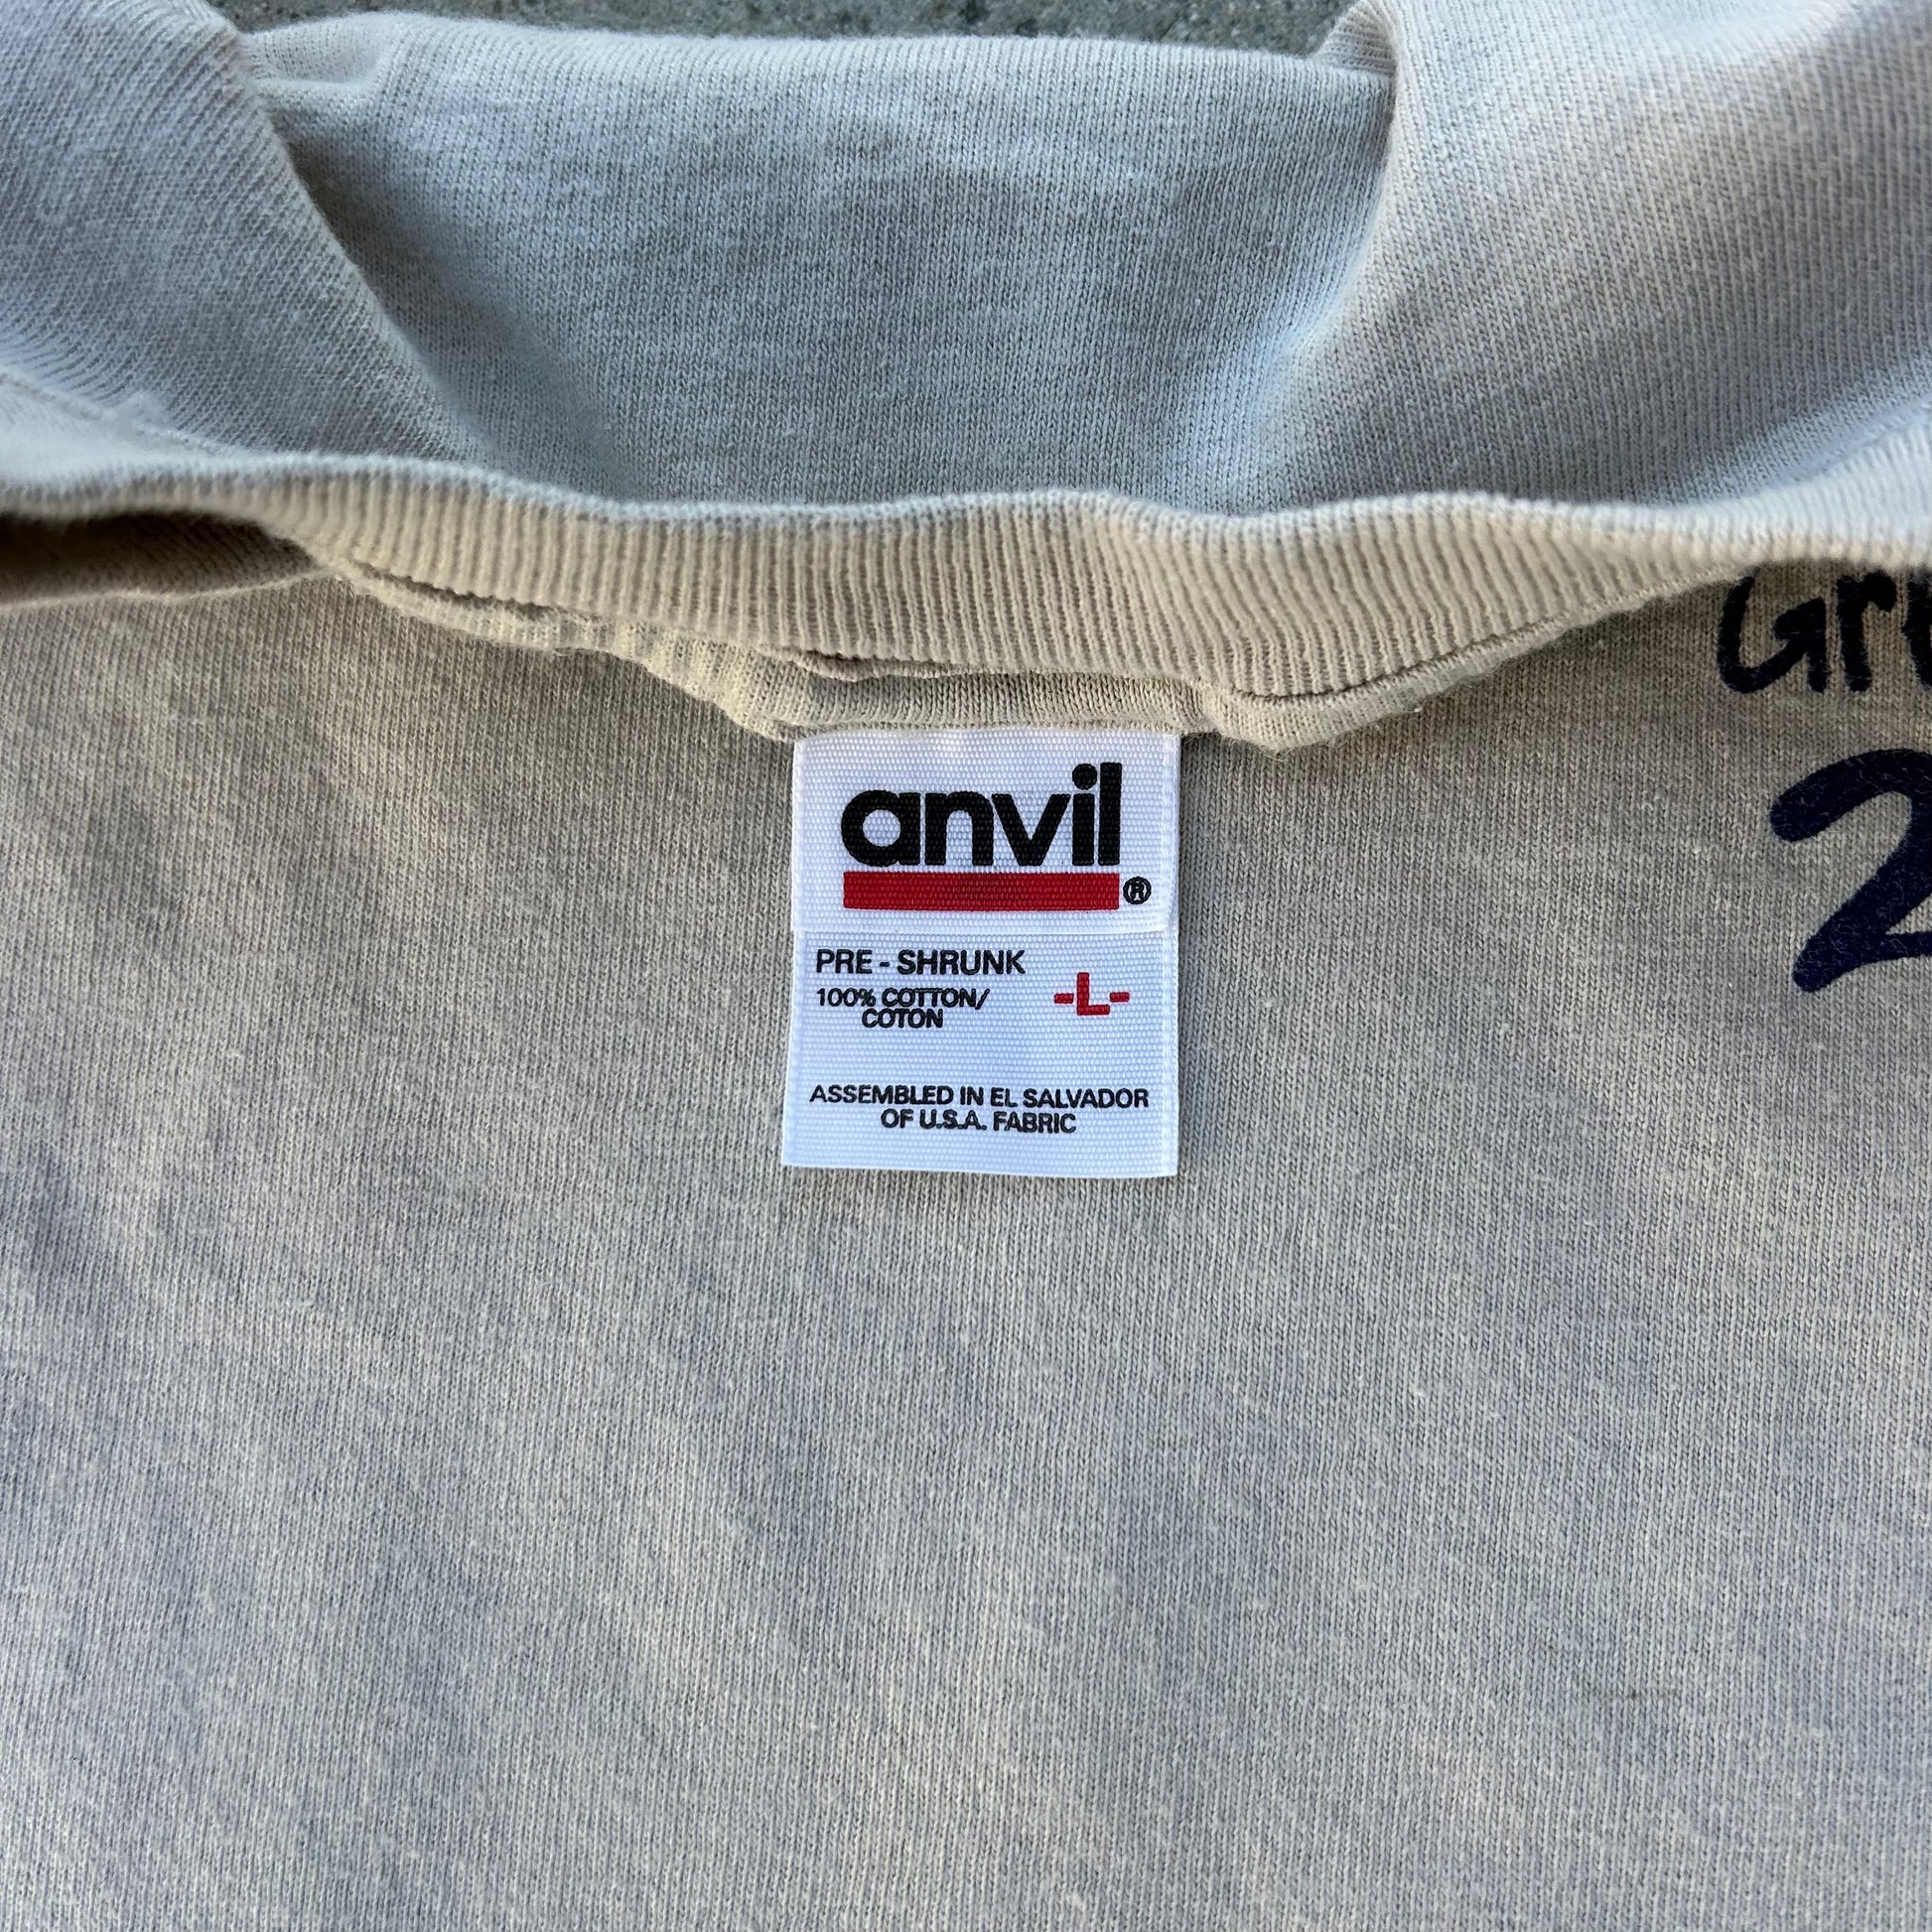 anvil
®
PRE - SHRUNK
100% COTTON/
COTON
-L-
ASSEMBLED IN EL SALVADOR
OF U.S.A. FABRIC